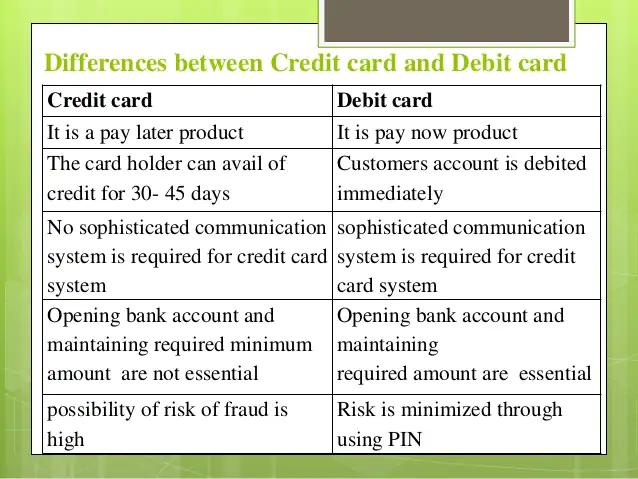 Differences between Credit card and Debit card
Credit card
Debit card
It is a pay later product
It is pay now product
The card holder can avail of
credit for 30- 45 days
Customers account is debited
immediately
No sophisticated communication
system is required for credit card
system
sophisticated communication
system is required for credit
card system
Opening bank account and
maintaining required minimum
amount are not essential
Opening bank account and
maintaining
required amount are essential
possibility of risk of fraud is
high
Risk is minimized through
using PIN